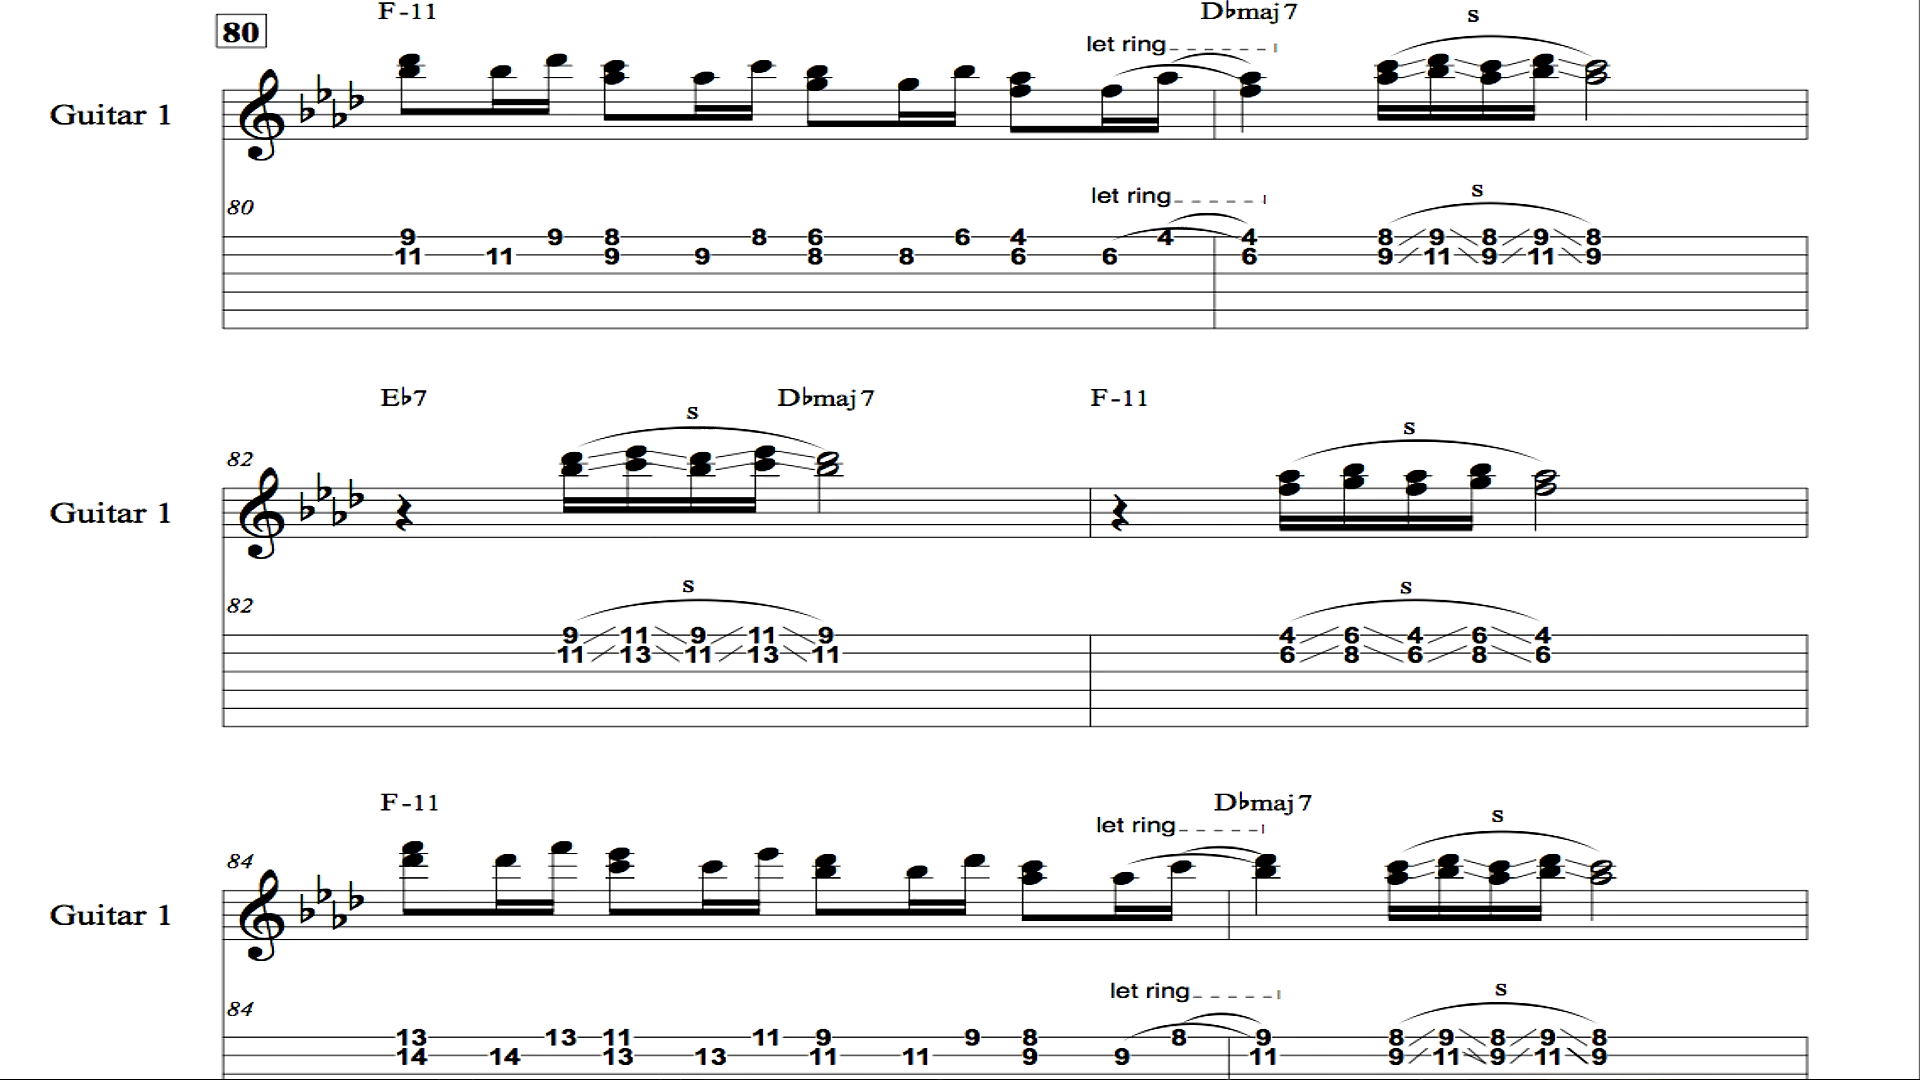 F-11 D♭maj7
80
s
let ring
Guitar 1
let ring s
80
9 9 8 8 6 6 4 4 4 8 9 8 9 8
11 11 9 9 8 8 6 6 6 9 11 9 11 9
E♭7 D♭maj7 F-11
s s
82
Guitar 1
s s
82
9 11 9 11 9 4 6 4 6 4
11 13 11 13 11 6 8 6 8 6
F-11 D♭maj7
let ring s
84
Guitar 1
let ring s
84
13 13 11 11 9 9 8 8 9 8 9 8 9 8
14 14 13 13 11 11 9 9 11 9 11 9 11 9